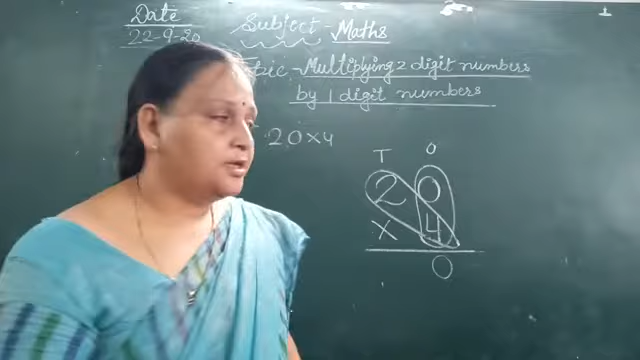 Date
22-9-20
Subject - Maths
Topic - Multiplying 2 digit numbers
by 1 digit numbers
20×4
T O
2 0
× 4
0